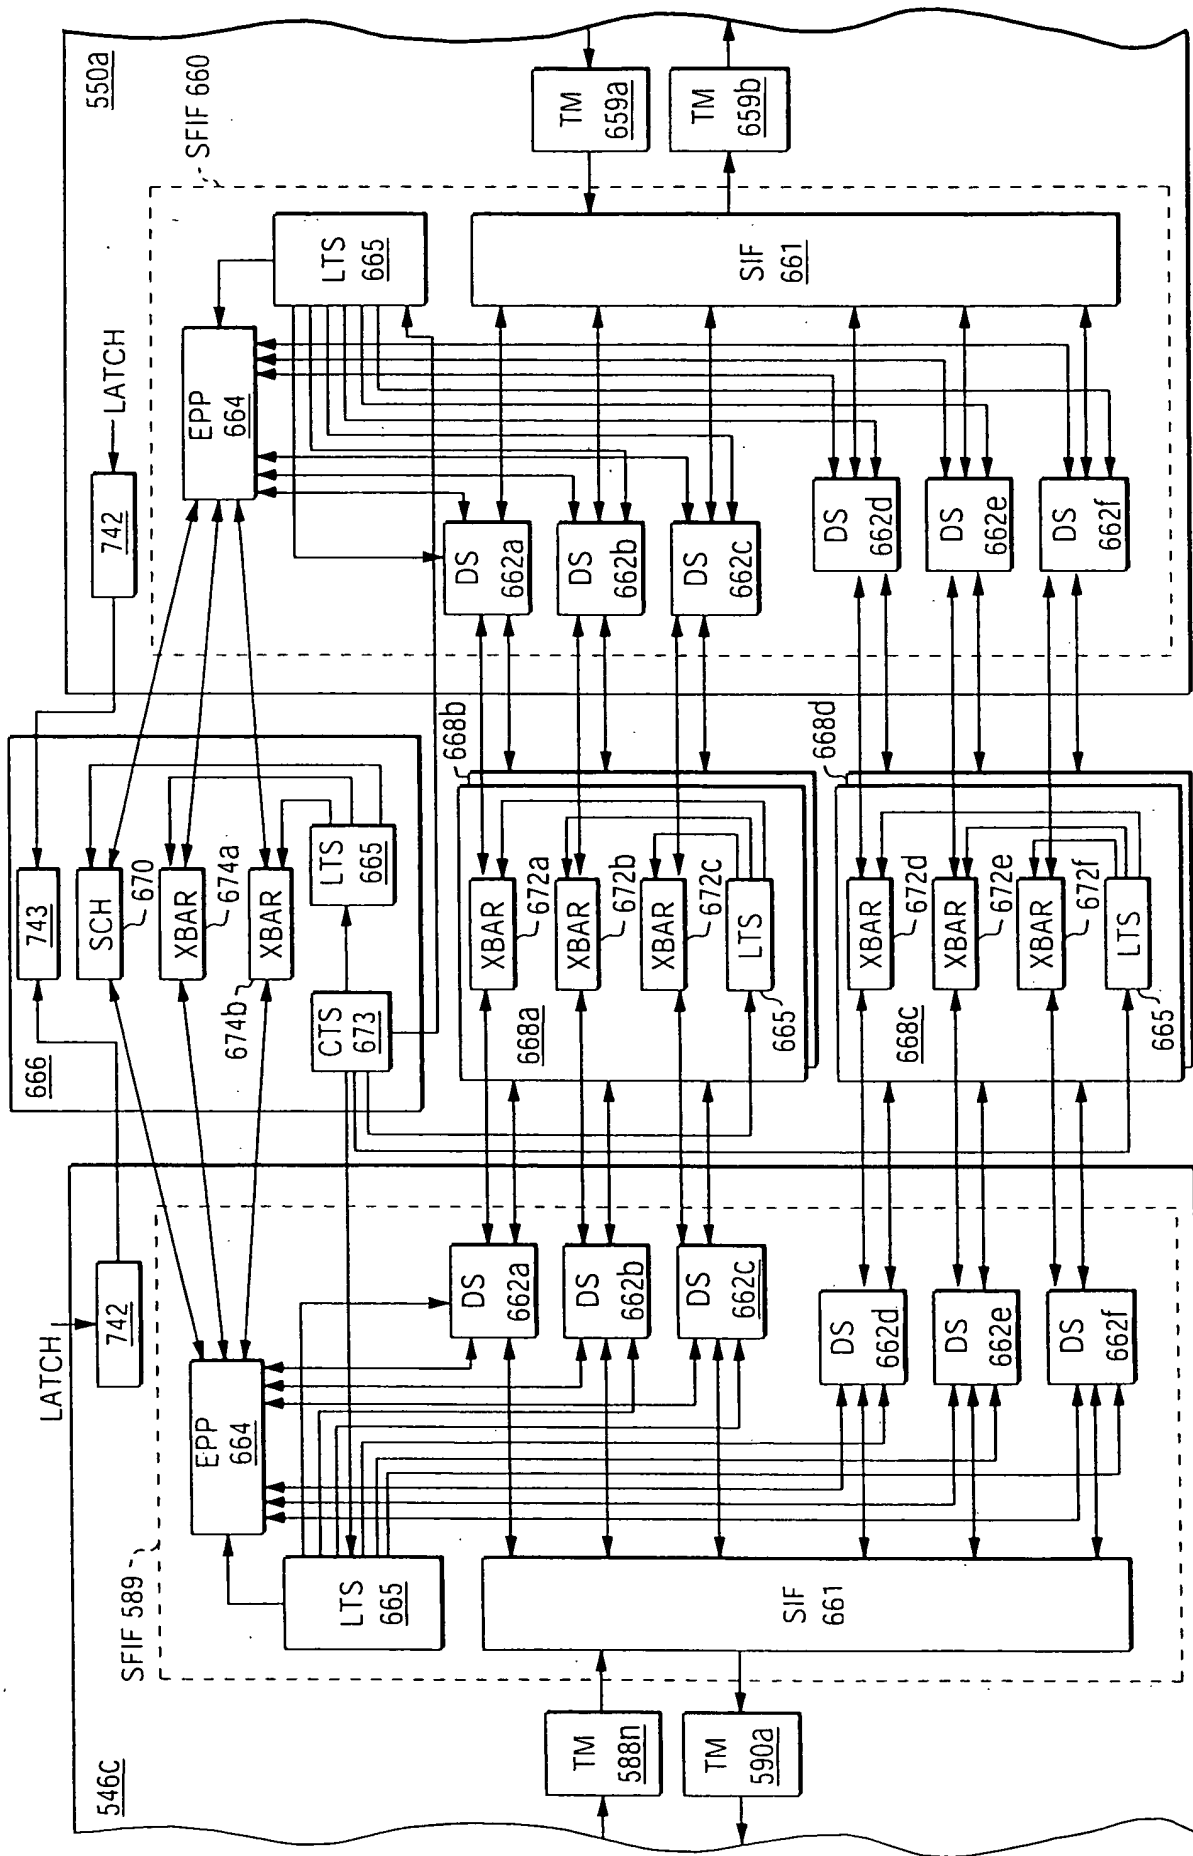 546C
SFIF 589
LATCH
742
EPP
664
LTS
665
DS
662a
DS
662b
DS
662c
DS
662d
DS
662e
DS
662f
SIF
661
TM
588n
TM
590a
666
743
SCH
670
XBAR
674a
XBAR
674b
LTS
665
CTS
673
668b
XBAR
672a
XBAR
672b
XBAR
672c
LTS
665
668a
668d
XBAR
672d
XBAR
672e
XBAR
672f
LTS
665
668c
550a
SFIF 660
LATCH
742
EPP
664
LTS
665
DS
662a
DS
662b
DS
662c
DS
662d
DS
662e
DS
662f
SIF
661
TM
659a
TM
659b